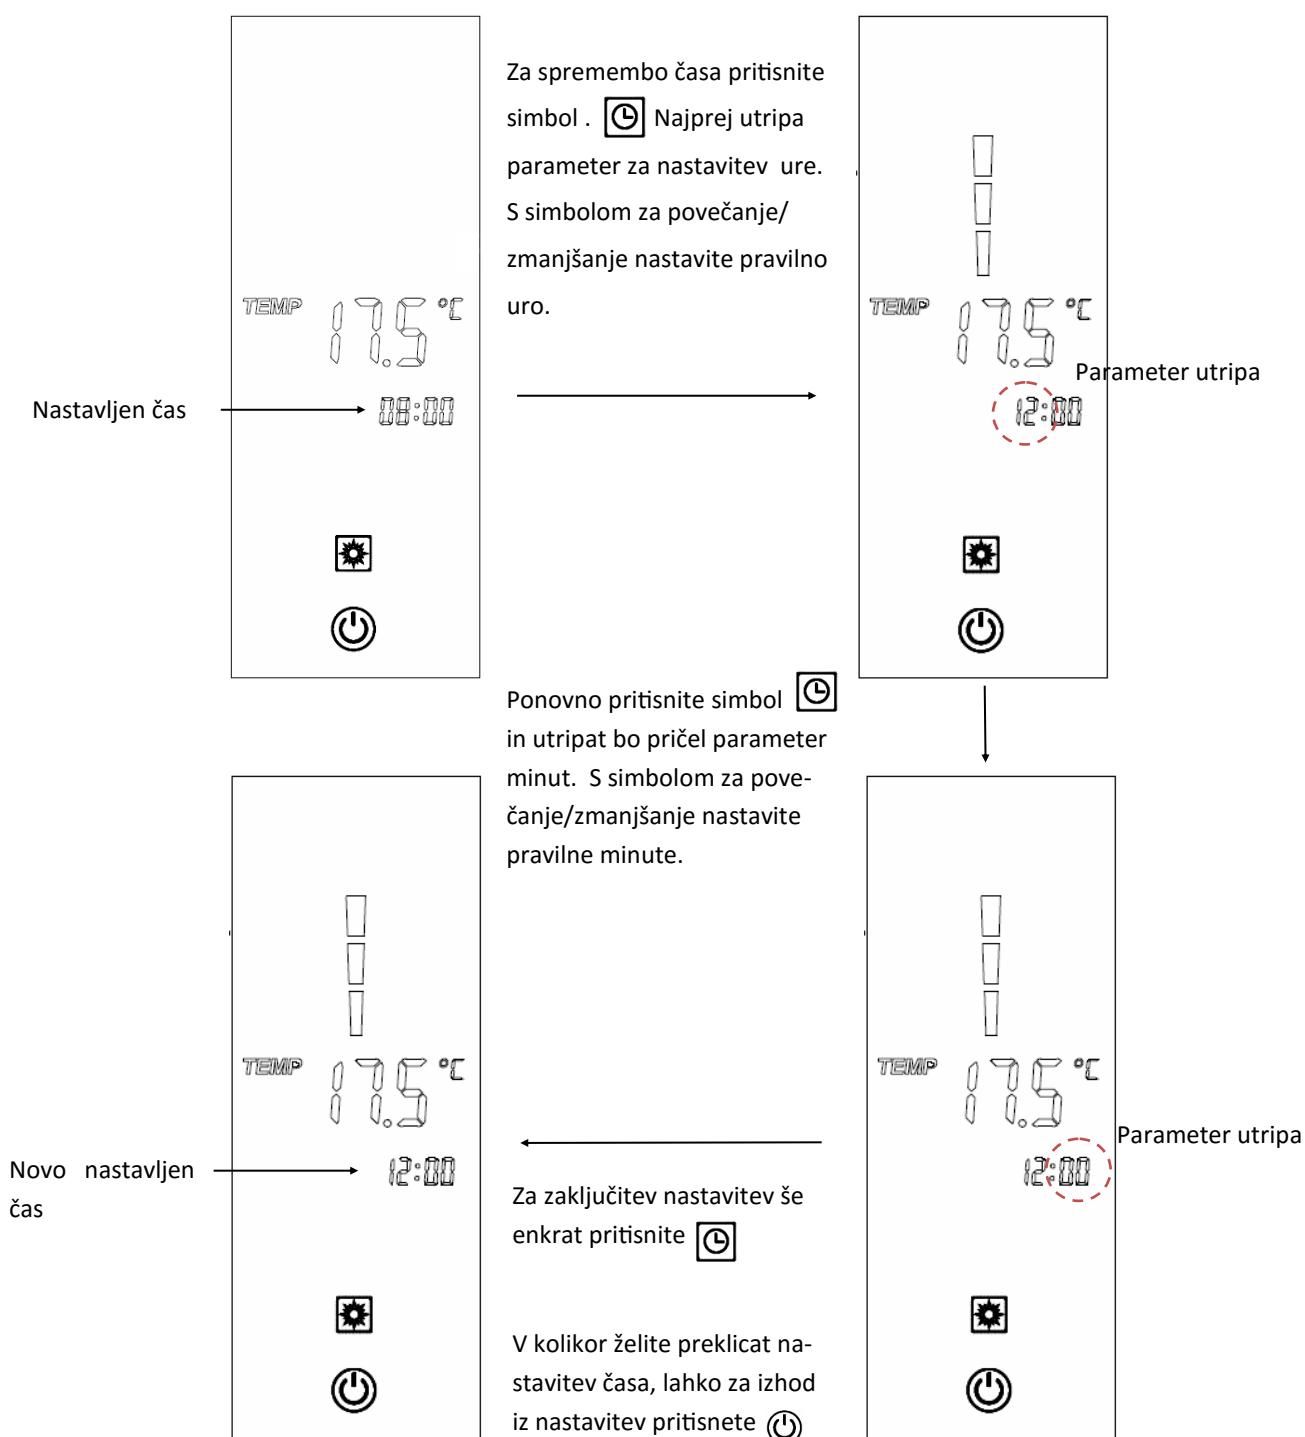 Za spremembo časa pritisnite
simbol . Najprej utripa
parameter za nastavitev ure.
S simbolom za povečanje/
zmanjšanje nastavite pravilno
uro.
TEMP 17.5 °C
Nastavljen čas
08:00
TEMP 17.5 °C
Parameter utripa
12:00
Ponovno pritisnite simbol
in utripat bo pričel parameter
minut. S simbolom za pove-
čanje/zmanjšanje nastavite
pravilne minute.
TEMP 17.5 °C
Parameter utripa
12:00
TEMP 17.5 °C
Novo nastavljen
čas
12:00
Za zaključitev nastavitev še
enkrat pritisnite
V kolikor želite preklicat na-
stavitev časa, lahko za izhod
iz nastavitev pritisnete